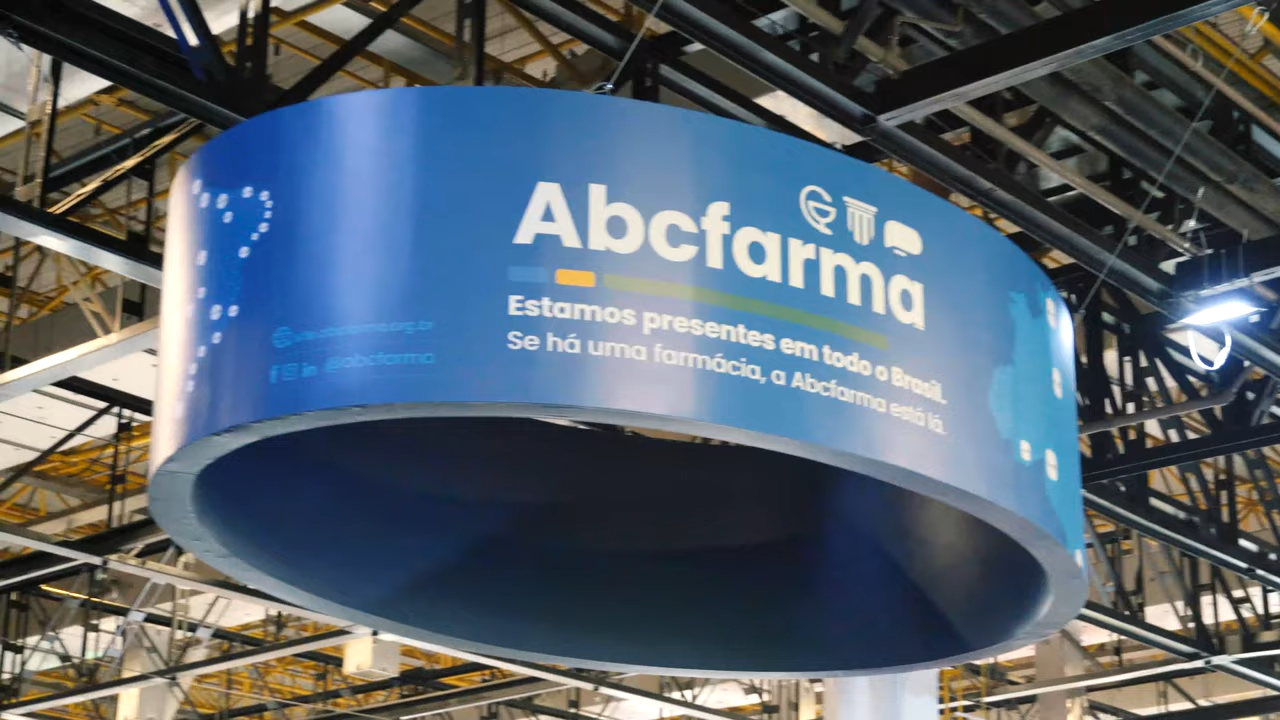 Abcfarma
Estamos presentes em todo o Brasil.
Se há uma farmácia, a Abcfarma está lá.
@abcfarma